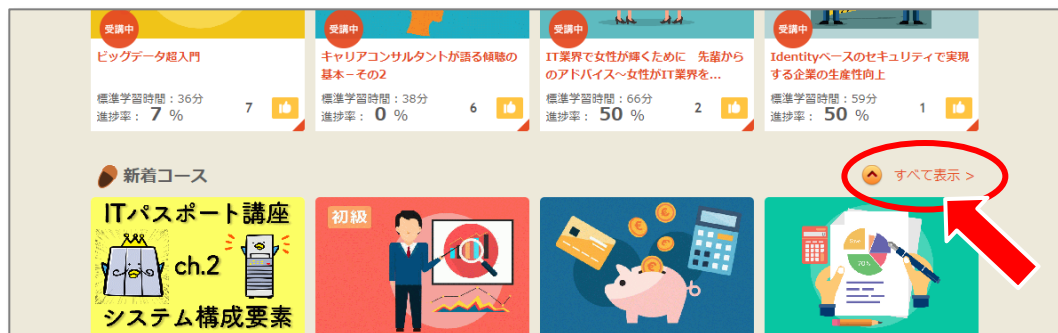 受講中
ビッグデータ超入門
標準学習時間：36分
進捗率： 7 %
7
受講中
キャリアコンサルタントが語る傾聴の
基本－その2
標準学習時間：38分
進捗率： 0 %
6
受講中
IT業界で女性が輝くために 先輩から
のアドバイス～女性がIT業界を...
標準学習時間：66分
進捗率： 50 %
2
受講中
Identityベースのセキュリティで実現
する企業の生産性向上
標準学習時間：59分
進捗率： 50 %
1
新着コース
すべて表示 >
ITパスポート講座
ch.2
システム構成要素
初級
70%